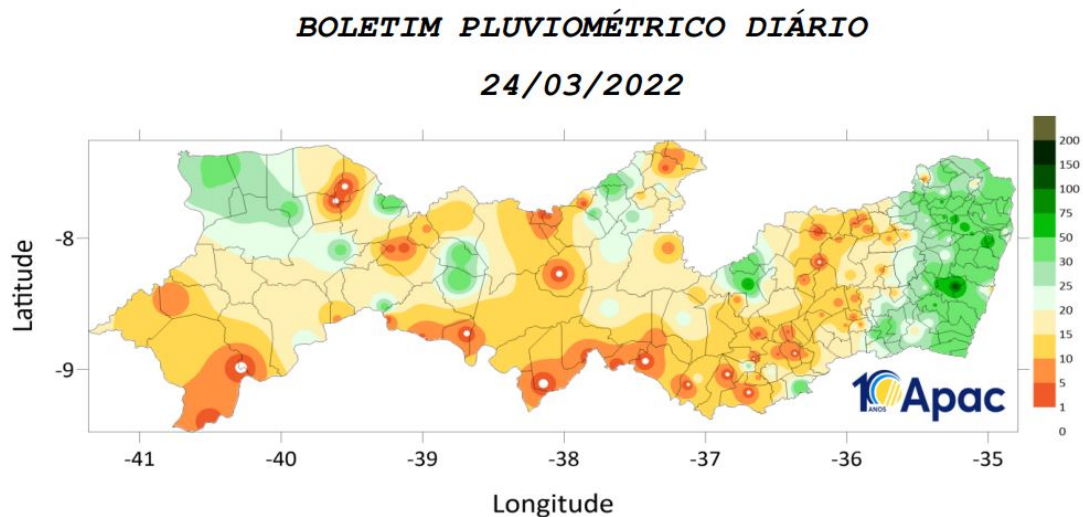 BOLETIM PLUVIOMÉTRICO DIÁRIO
24/03/2022
200
150
100
75
50
30
20
15
10
5
1
0
Latitude
-8
-9
10 Apac
ANOS
-41 -40 -39 -38 -37 -36 -35
Longitude